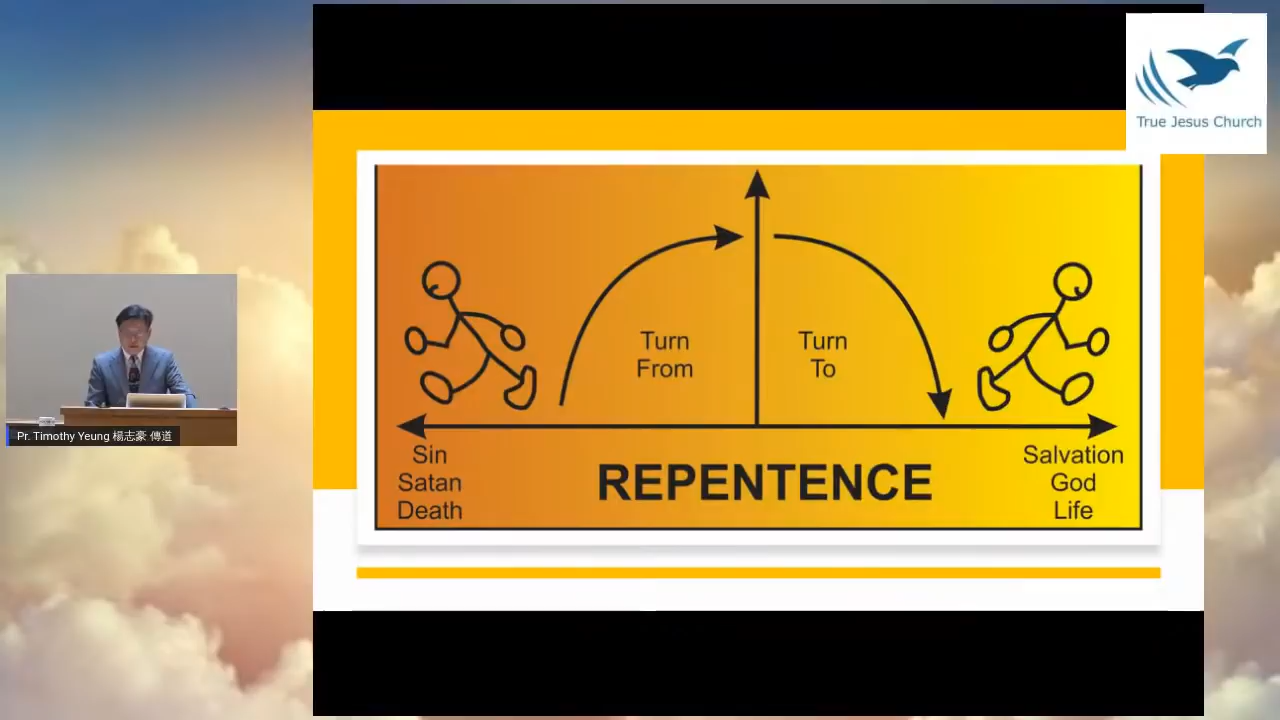 True Jesus Church
Turn
From
Turn
To
Sin
Satan
Death
REPENTENCE
Salvation
God
Life
Pr. Timothy Yeung 楊志豪 傳道